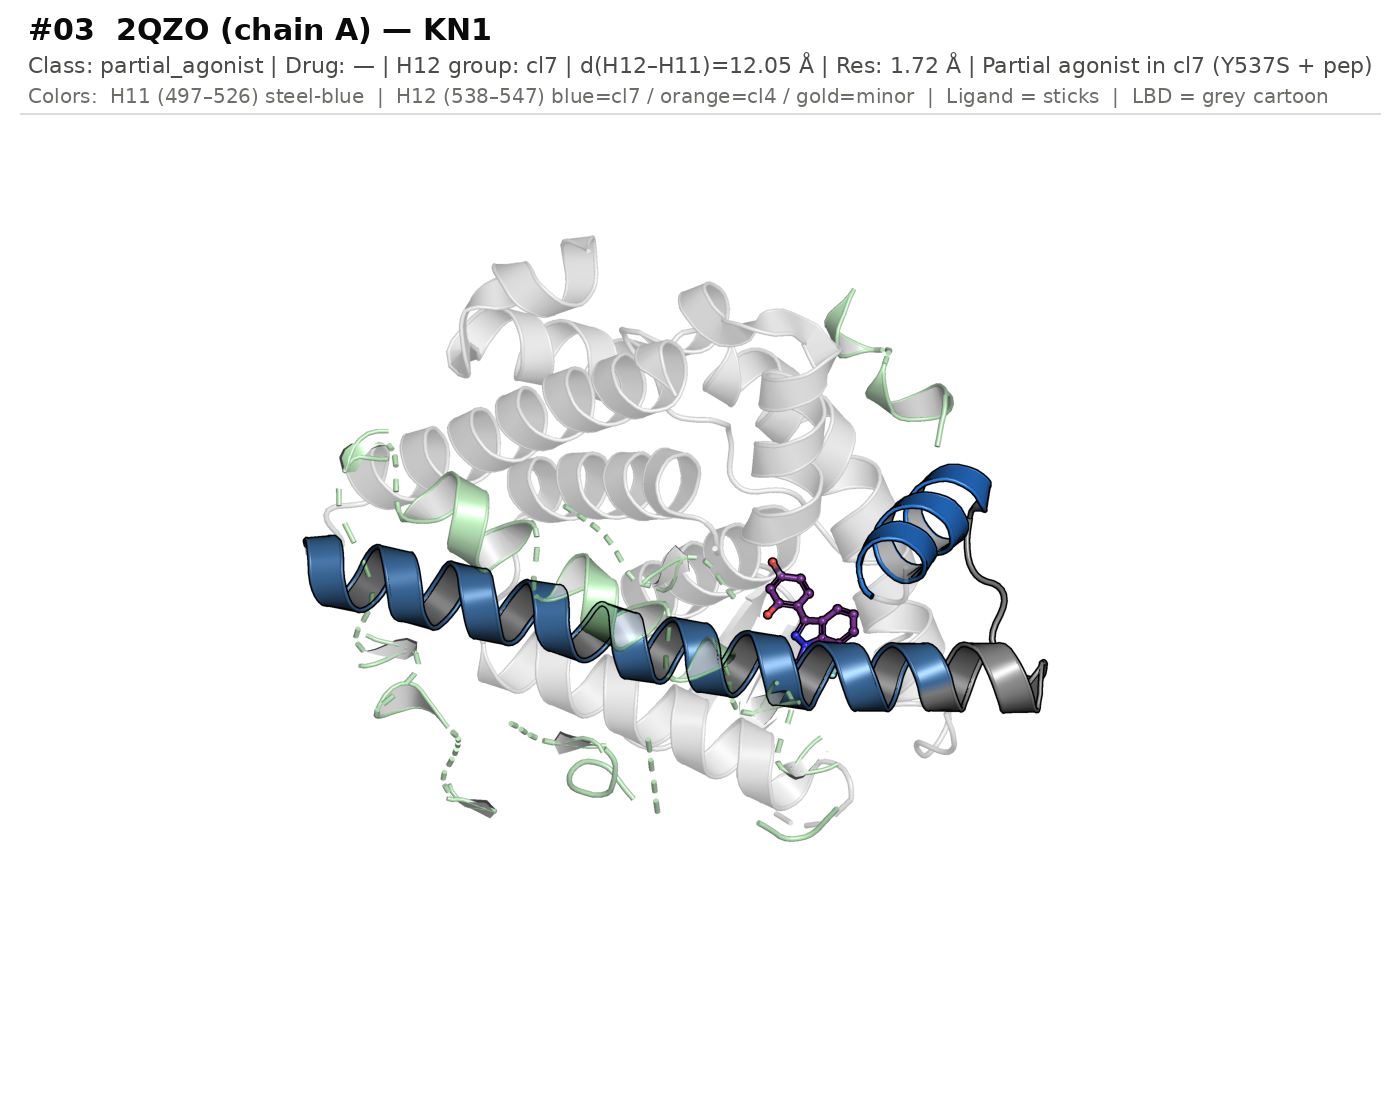 #03 2QZO (chain A) — KN1
Class: partial_agonist | Drug: — | H12 group: cl7 | d(H12–H11)=12.05 Å | Res: 1.72 Å | Partial agonist in cl7 (Y537S + pep)
Colors: H11 (497–526) steel-blue | H12 (538–547) blue=cl7 / orange=cl4 / gold=minor | Ligand = sticks | LBD = grey cartoon